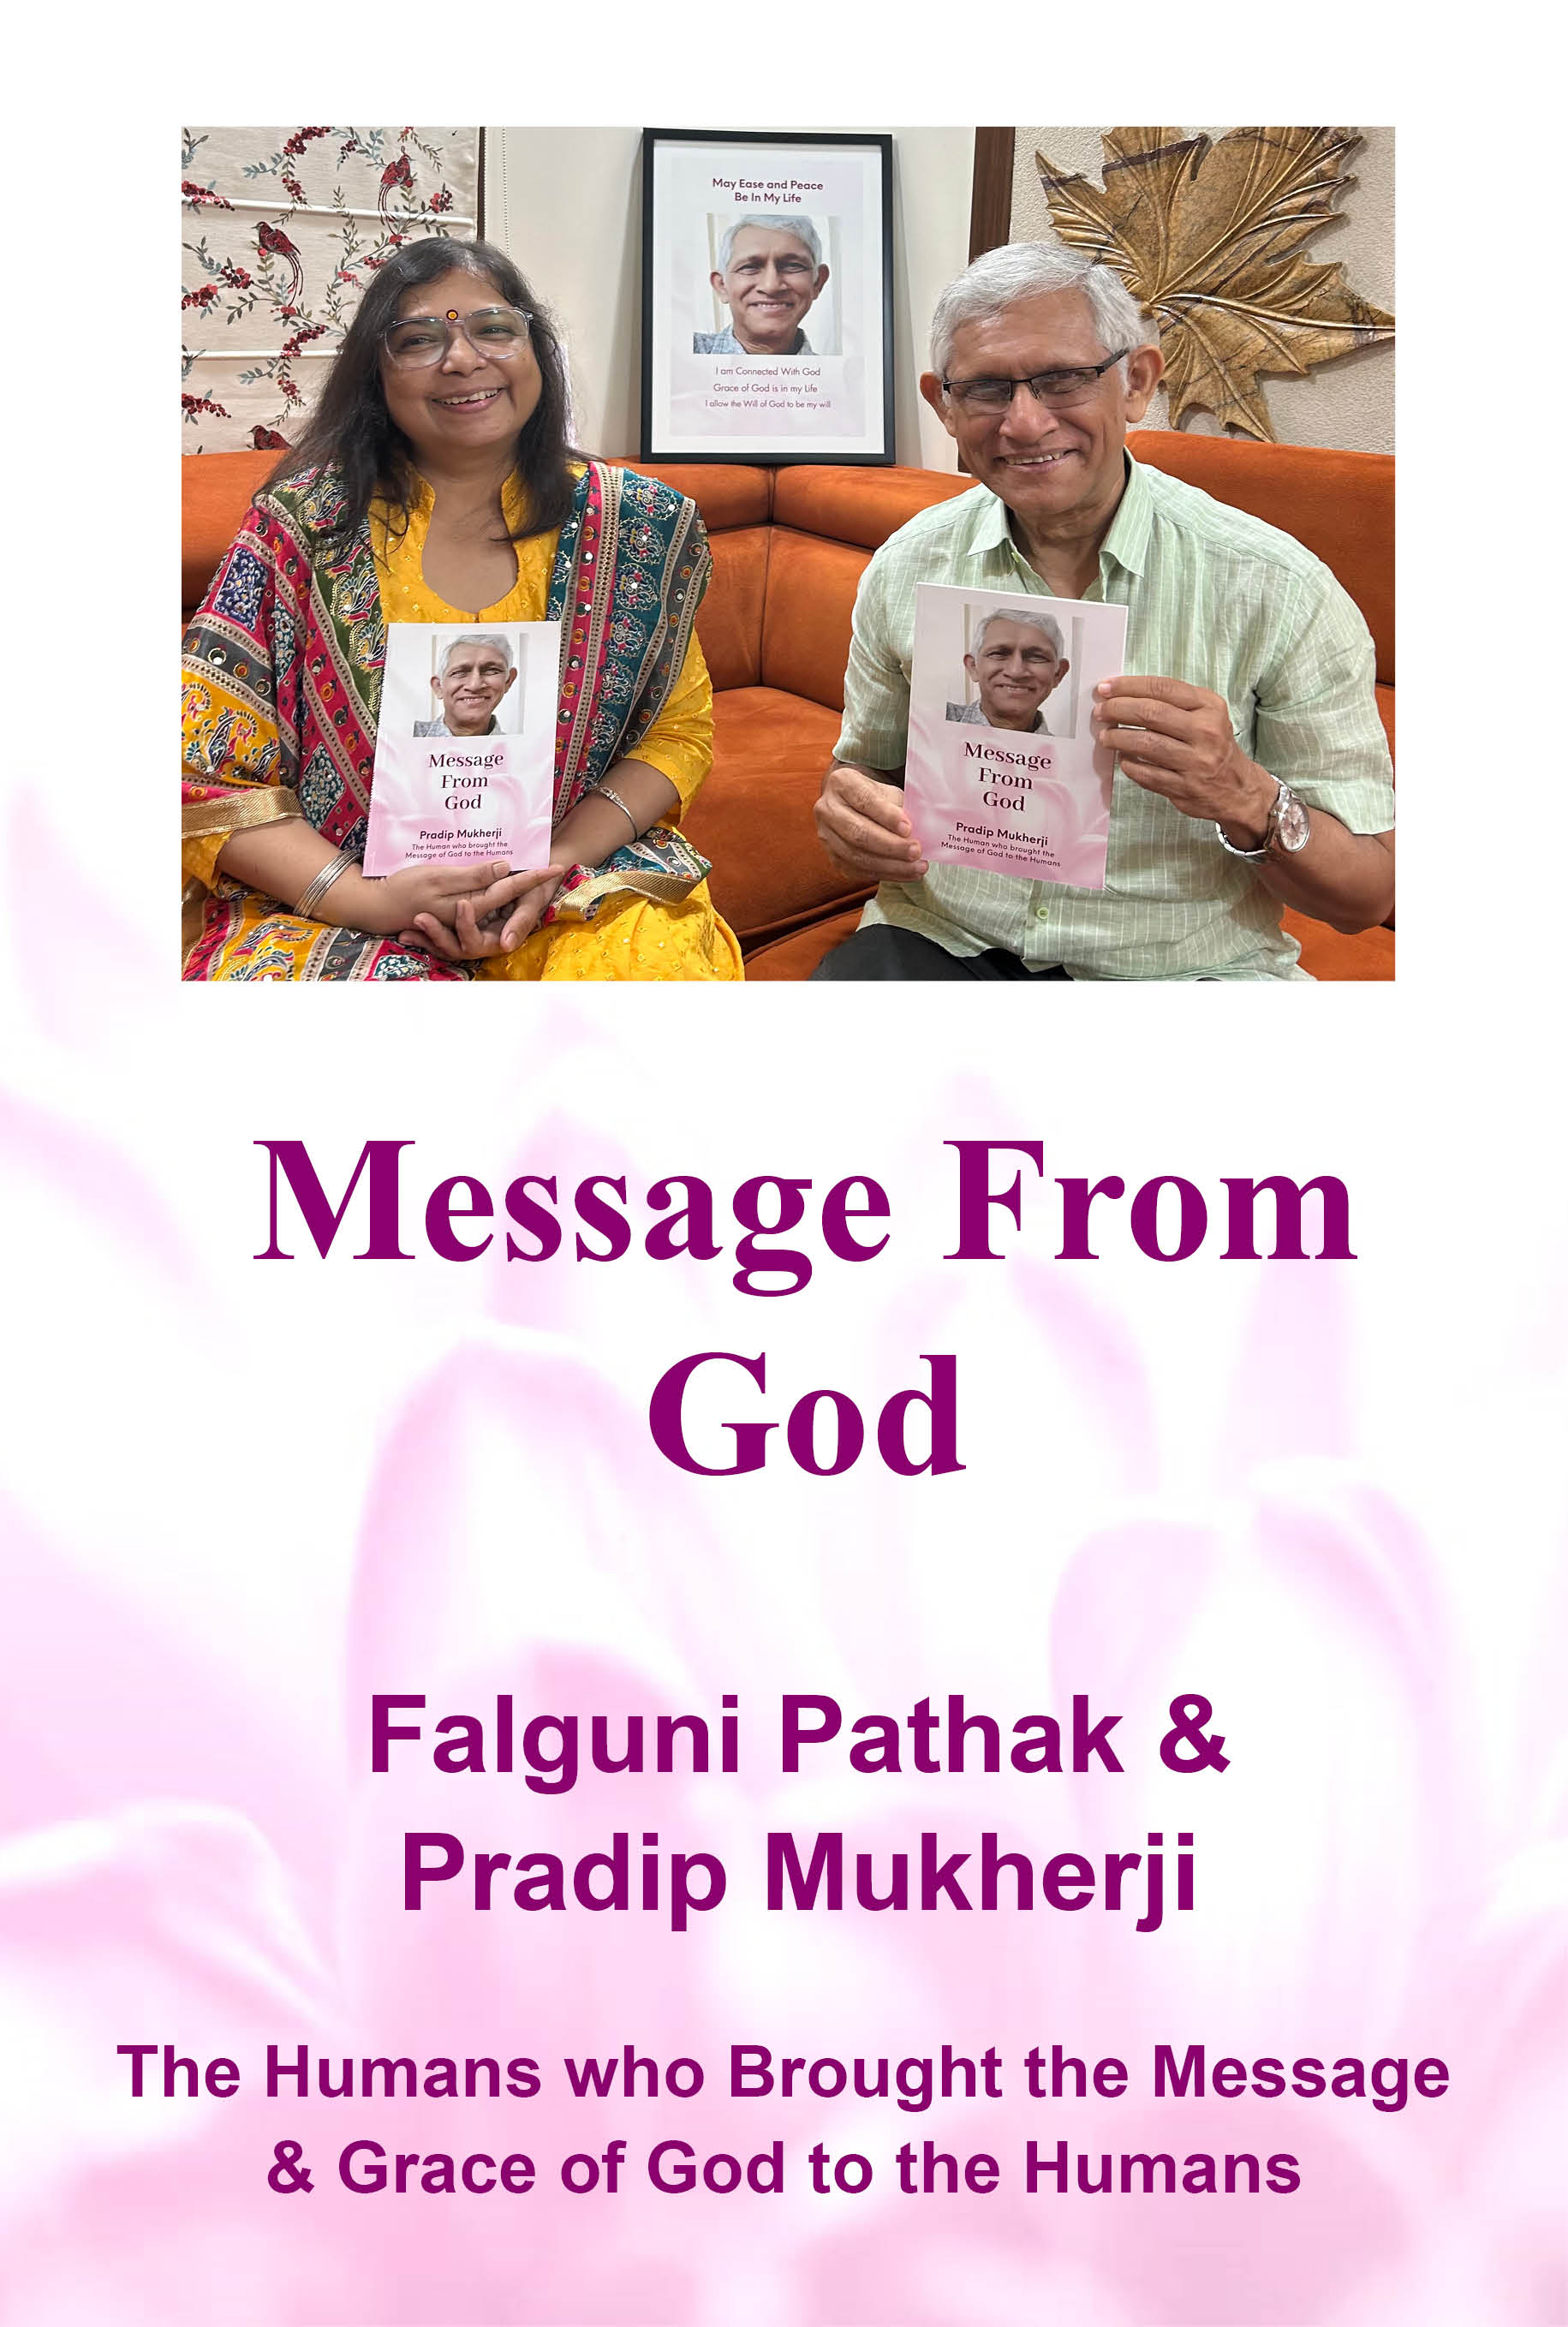 May Ease and Peace
Be In My Life
I am Connected With God
Grace of God is in my Life
I allow the Will of God to be my will
Message
From
God
Pradip Mukherji
The Human who brought the
Message of God to the Humans
Message
From
God
Pradip Mukherji
The Human who brought the
Message of God to the Humans
Message From
God
Falguni Pathak &
Pradip Mukherji
The Humans who Brought the Message
& Grace of God to the Humans